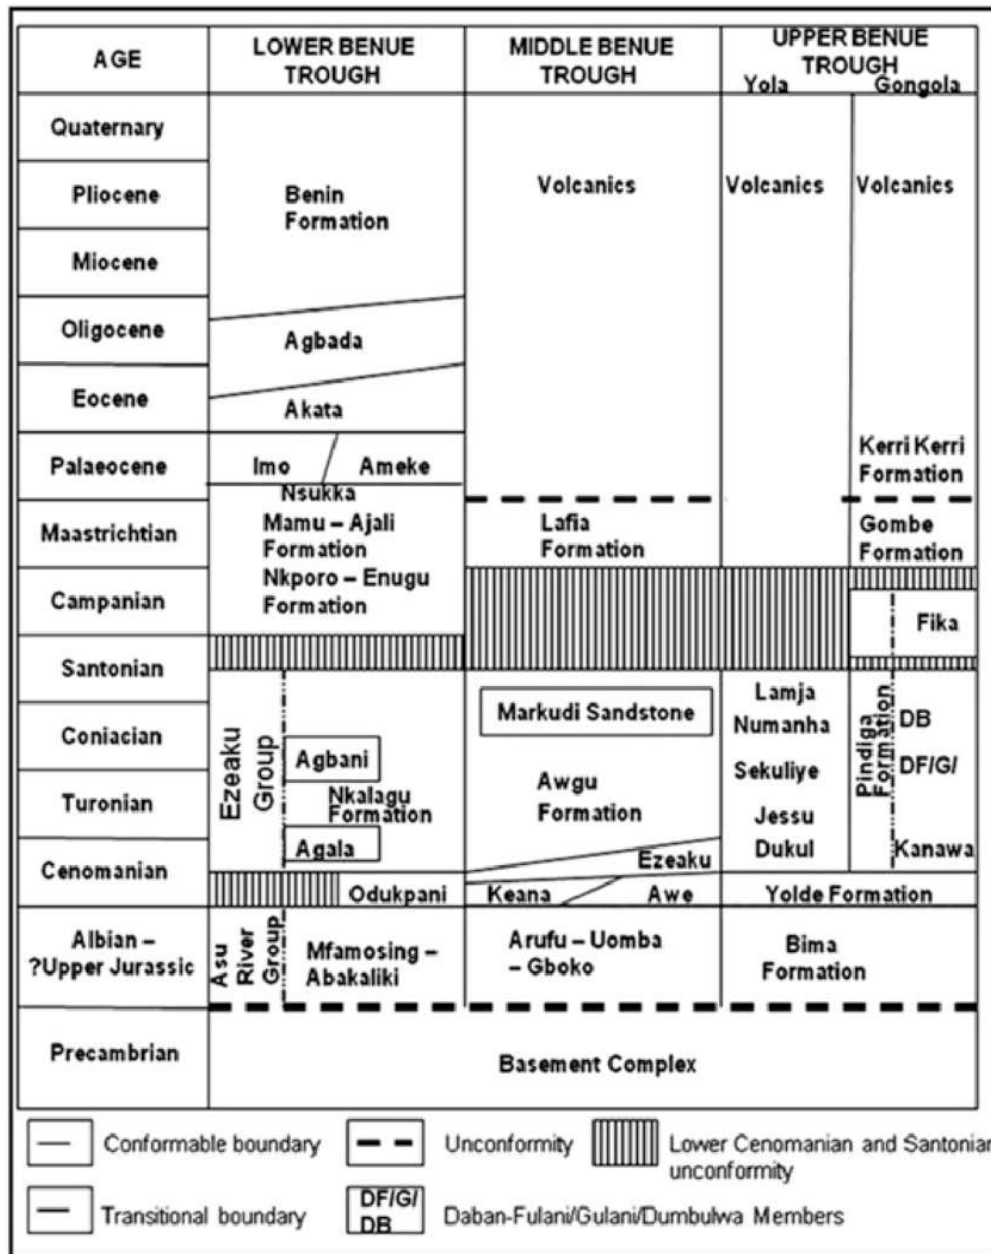 AGE
LOWER BENUE
TROUGH
MIDDLE BENUE
TROUGH
UPPER BENUE
TROUGH
Yola
Gongola
Quaternary
Pliocene
Benin
Formation
Volcanics
Volcanics
Volcanics
Miocene
Oligocene
Agbada
Eocene
Akata
Palaeocene
Imo
Ameke
Kerri Kerri
Formation
Nsukka
Maastrichtian
Mamu – Ajali
Formation
Lafia
Formation
Gombe
Formation
Campanian
Nkporo – Enugu
Formation
Fika
Santonian
Coniacian
Turonian
Cenomanian
Ezeaku
Group
Agbani
Nkalagu
Formation
Agala
Odukpani
Markudi Sandstone
Awgu
Formation
Ezeaku
Keana
Awe
Lamja
Numanha
Sekuliye
Jessu
Dukul
Pindiga
Formation
DB
DF/G/
Kanawa
Yolde Formation
Albian –
?Upper Jurassic
Asu
River
Group
Mfamosing –
Abakaliki
Arufu – Uomba
– Gboko
Bima
Formation
Precambrian
Basement Complex
Conformable boundary
Unconformity
Lower Cenomanian and Santonian
unconformity
Transitional boundary
DF/G/
DB
Daban-Fulani/Gulani/Dumbulwa Members